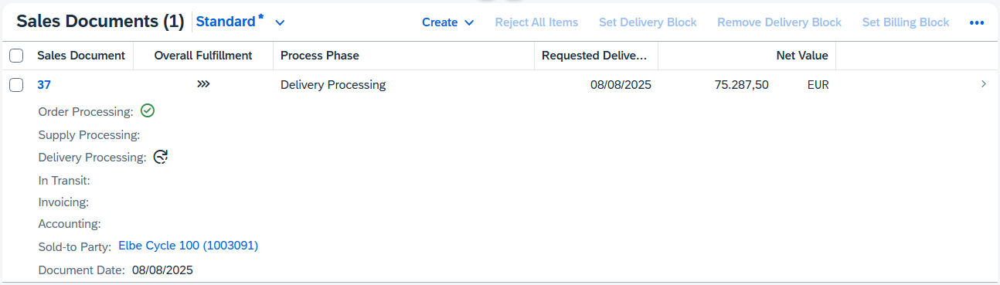 Sales Documents (1) Standard * Create Reject All Items Set Delivery Block Remove Delivery Block Set Billing Block •••
Sales Document Overall Fulfillment Process Phase Requested Delive... Net Value
37 Delivery Processing 08/08/2025 75.287,50 EUR
Order Processing:
Supply Processing:
Delivery Processing:
In Transit:
Invoicing:
Accounting:
Sold-to Party: Elbe Cycle 100 (1003091)
Document Date: 08/08/2025